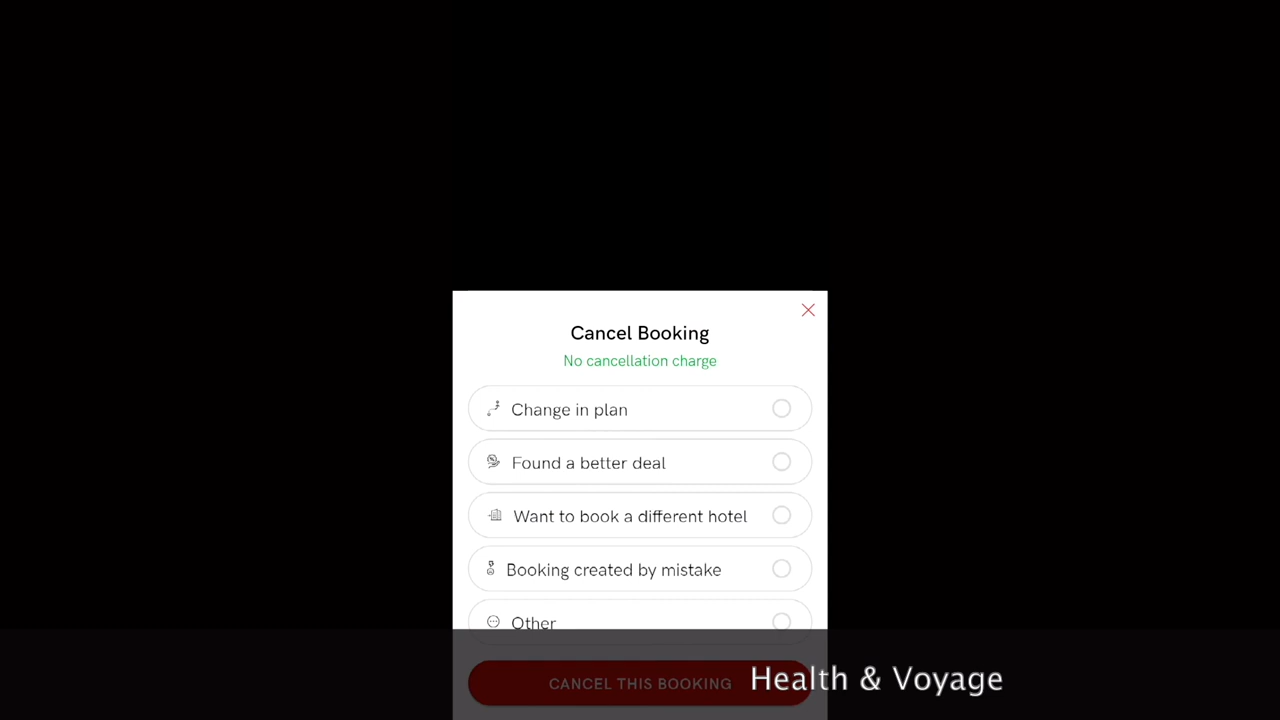 Cancel Booking
No cancellation charge
Change in plan
Found a better deal
Want to book a different hotel
Booking created by mistake
Other
CANCEL THIS BOOKING
Health & Voyage